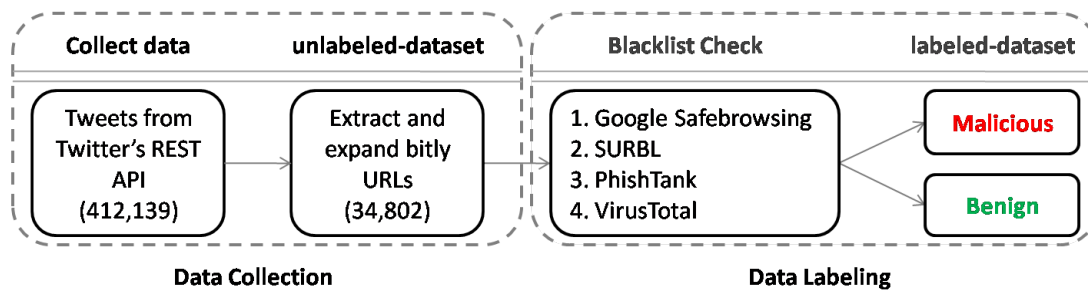 Collect data
unlabeled-dataset
Blacklist Check
labeled-dataset
Tweets from
Twitter's REST
API
(412,139)
Extract and
expand bitly
URLs
(34,802)
1. Google Safebrowsing
2. SURBL
3. PhishTank
4. VirusTotal
Malicious
Benign
Data Collection
Data Labeling